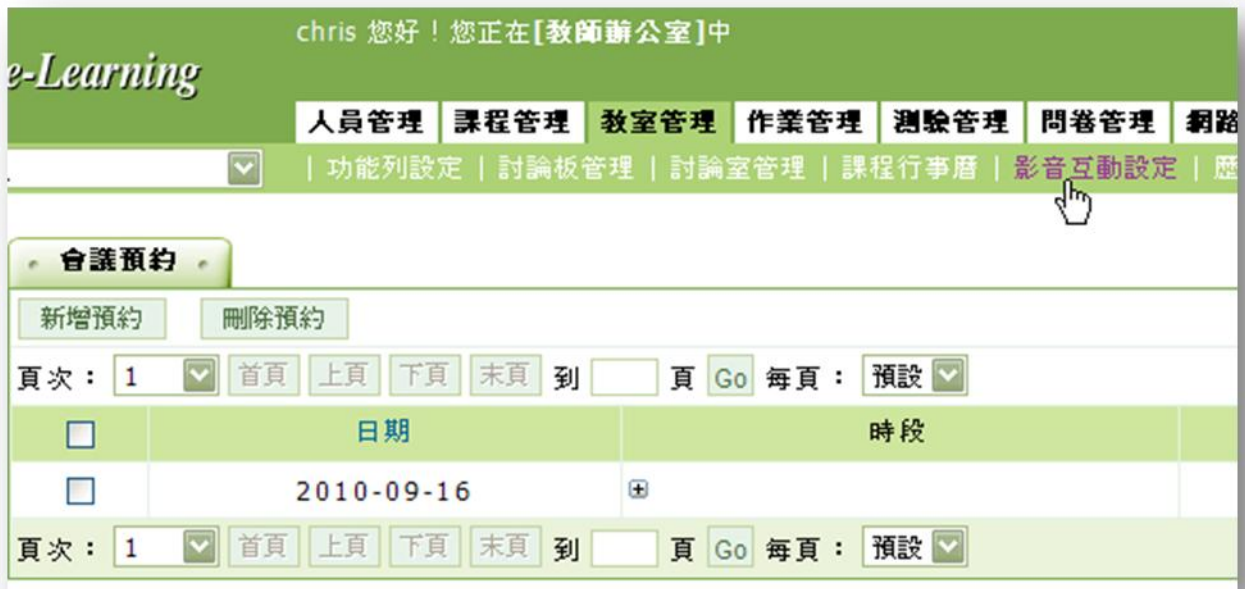 chris 您好！您正在[教師辦公室]中
e-Learning
人員管理 課程管理 教室管理 作業管理 測驗管理 問卷管理 網路
| 功能列設定 | 討論板管理 | 討論室管理 | 課程行事曆 | 影音互動設定 | 歷
會議預約
新增預約 刪除預約
頁次： 1 首頁 上頁 下頁 末頁 到 頁 Go 每頁： 預設
日期 時段
2010-09-16
頁次： 1 首頁 上頁 下頁 末頁 到 頁 Go 每頁： 預設